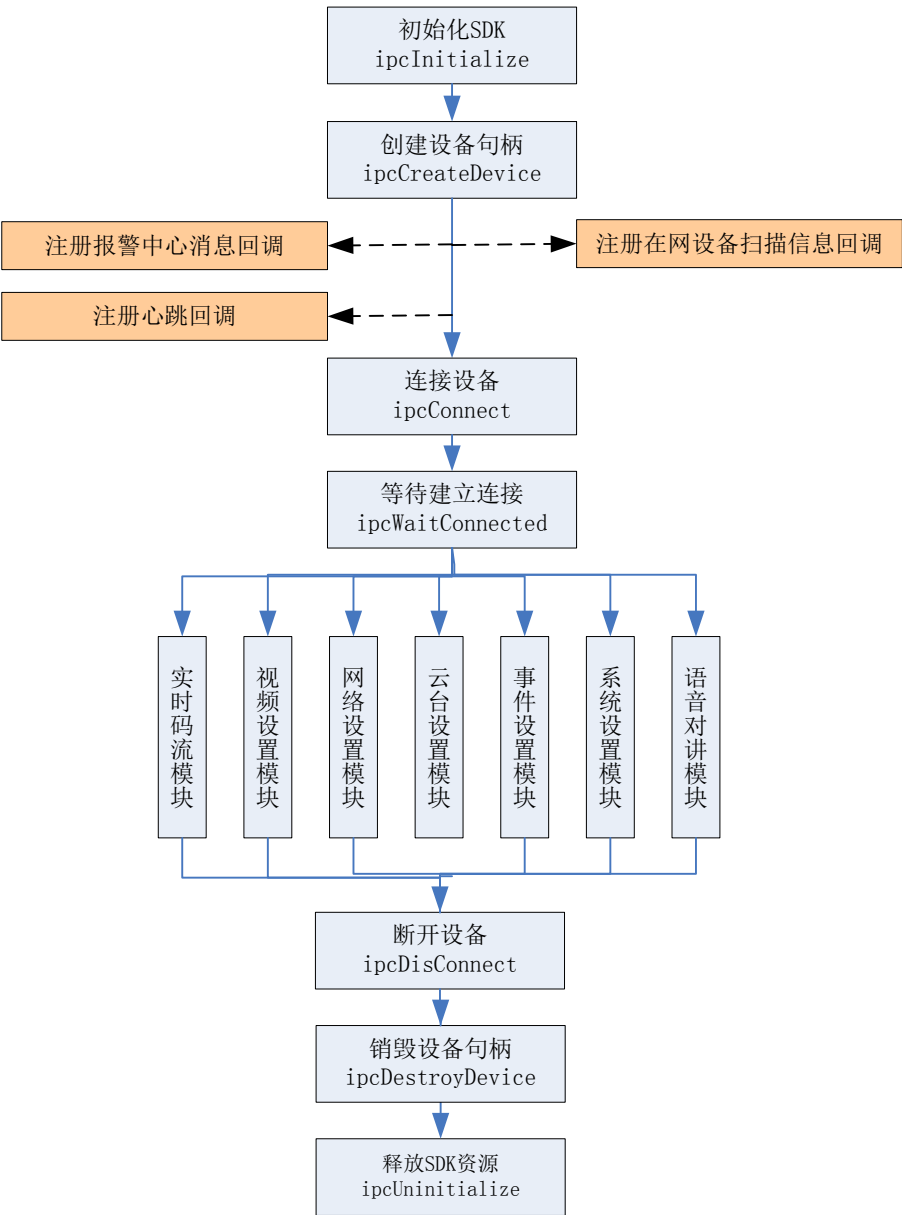 初始化SDK
ipcInitialize
创建设备句柄
ipcCreateDevice
注册报警中心消息回调
注册在网设备扫描信息回调
注册心跳回调
连接设备
ipcConnect
等待建立连接
ipcWaitConnected
实时码流模块
视频设置模块
网络设置模块
云台设置模块
事件设置模块
系统设置模块
语音对讲模块
断开设备
ipcDisConnect
销毁设备句柄
ipcDestroyDevice
释放SDK资源
ipcUninitialize